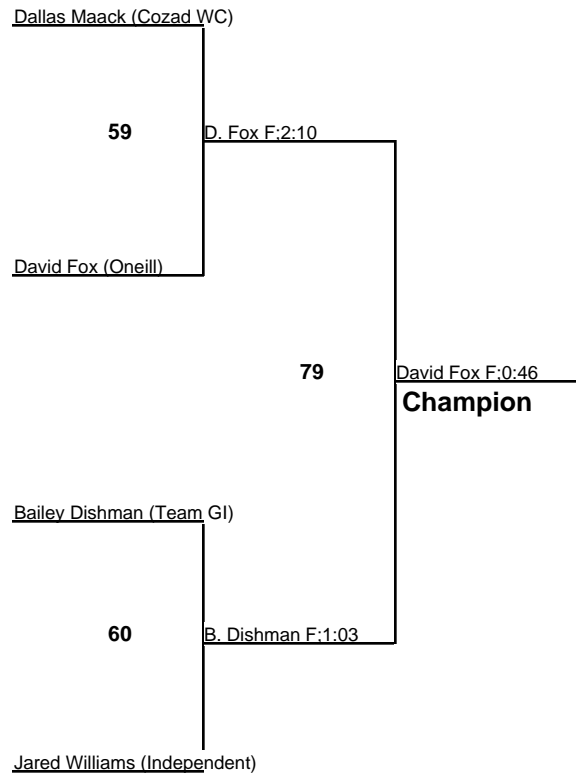 Dallas Maack (Cozad WC)
59
D. Fox F;2:10
David Fox (Oneill)
79
David Fox F;0:46
Champion
Bailey Dishman (Team GI)
60
B. Dishman F;1:03
Jared Williams (Independent)